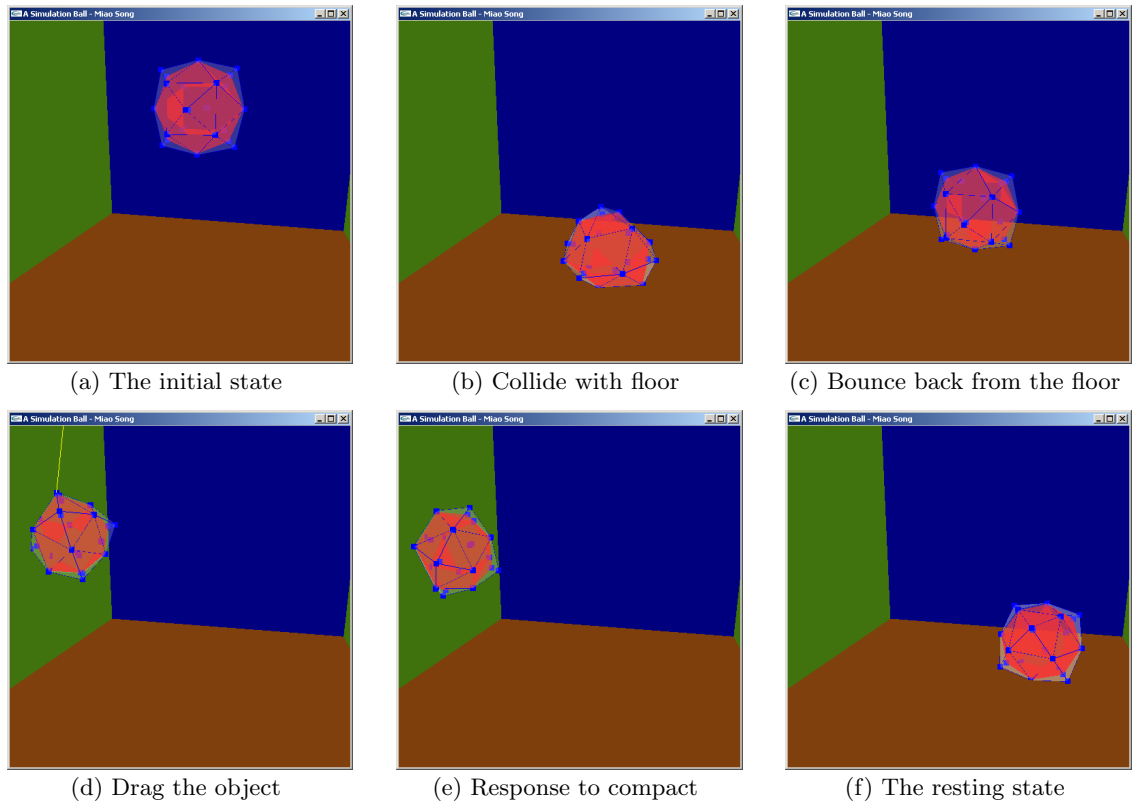 A Simulation Ball - Miao Song
A Simulation Ball - Miao Song
A Simulation Ball - Miao Song
(a) The initial state
(b) Collide with floor
(c) Bounce back from the floor
A Simulation Ball - Miao Song
A Simulation Ball - Miao Song
A Simulation Ball - Miao Song
(d) Drag the object
(e) Response to compact
(f) The resting state